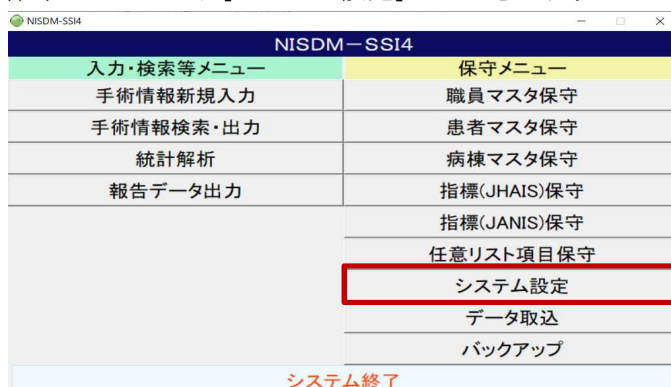 NISDM-SSI4
NISDM－SSI4
入力・検索等メニュー
保守メニュー
手術情報新規入力
職員マスタ保守
手術情報検索・出力
患者マスタ保守
統計解析
病棟マスタ保守
報告データ出力
指標(JHAIS)保守
指標(JANIS)保守
任意リスト項目保守
システム設定
データ取込
バックアップ
システム終了